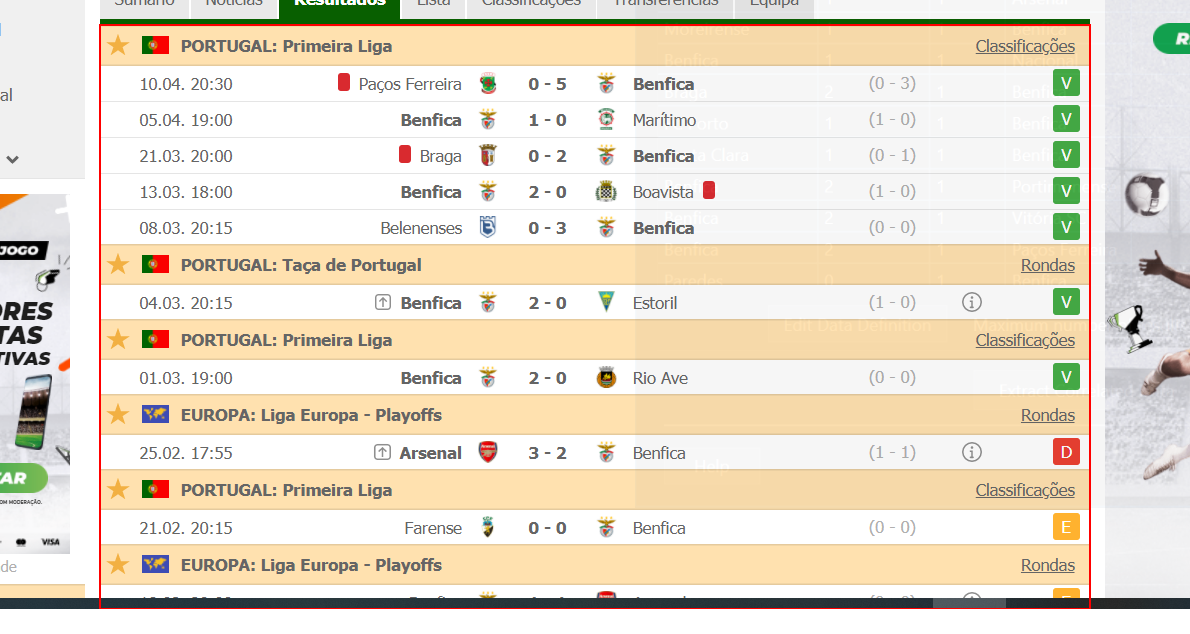 Sumário Notícias Resultados Lista Classificações Transferências Equipa
PORTUGAL: Primeira Liga Classificações
10.04. 20:30 Paços Ferreira 0 - 5 Benfica (0 - 3) V
05.04. 19:00 Benfica 1 - 0 Marítimo (1 - 0) V
21.03. 20:00 Braga 0 - 2 Benfica (0 - 1) V
13.03. 18:00 Benfica 2 - 0 Boavista (1 - 0) V
08.03. 20:15 Belenenses 0 - 3 Benfica (0 - 0) V
PORTUGAL: Taça de Portugal Rondas
04.03. 20:15 Benfica 2 - 0 Estoril (1 - 0) V
PORTUGAL: Primeira Liga Classificações
01.03. 19:00 Benfica 2 - 0 Rio Ave (0 - 0) V
EUROPA: Liga Europa - Playoffs Rondas
25.02. 17:55 Arsenal 3 - 2 Benfica (1 - 1) D
PORTUGAL: Primeira Liga Classificações
21.02. 20:15 Farense 0 - 0 Benfica (0 - 0) E
EUROPA: Liga Europa - Playoffs Rondas
al
JOGO
ORES
TAS
TIVAS
AR
OM MODERAÇÃO.
VISA
de
R
Edit Data Definition
Help